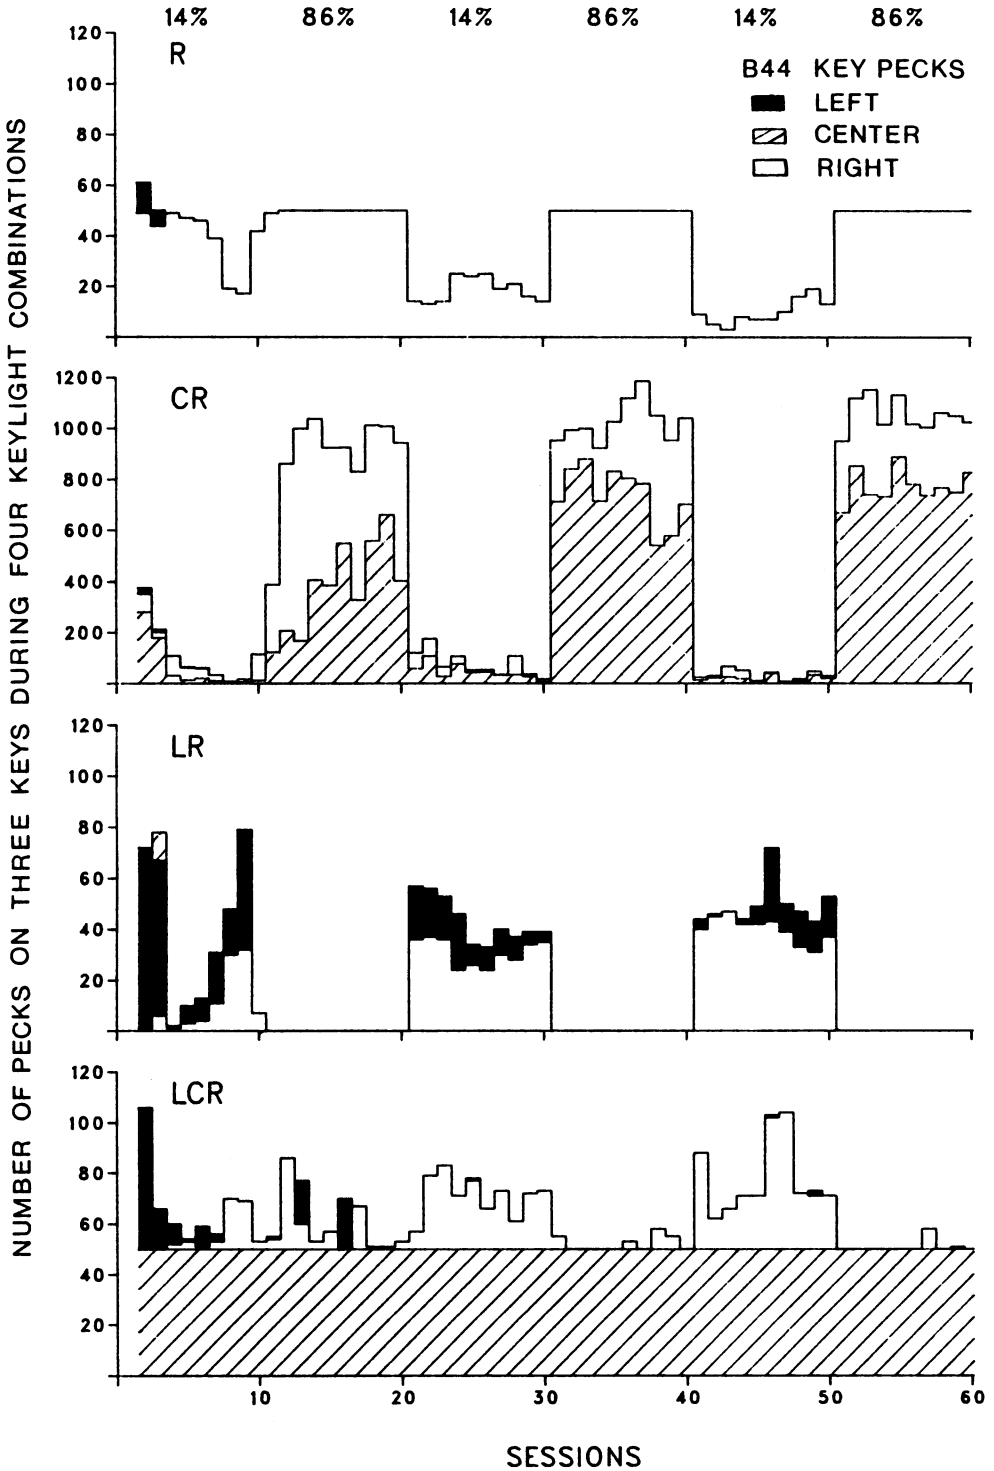 14% 86% 14% 86% 14% 86%
NUMBER OF PECKS ON THREE KEYS DURING FOUR KEYLIGHT COMBINATIONS
120
100
80
60
40
20
R
B44 KEY PECKS
LEFT
CENTER
RIGHT
1200
1000
800
600
400
200
CR
120
100
80
60
40
20
LR
120
100
80
60
40
20
LCR
10 20 30 40 50 60
SESSIONS